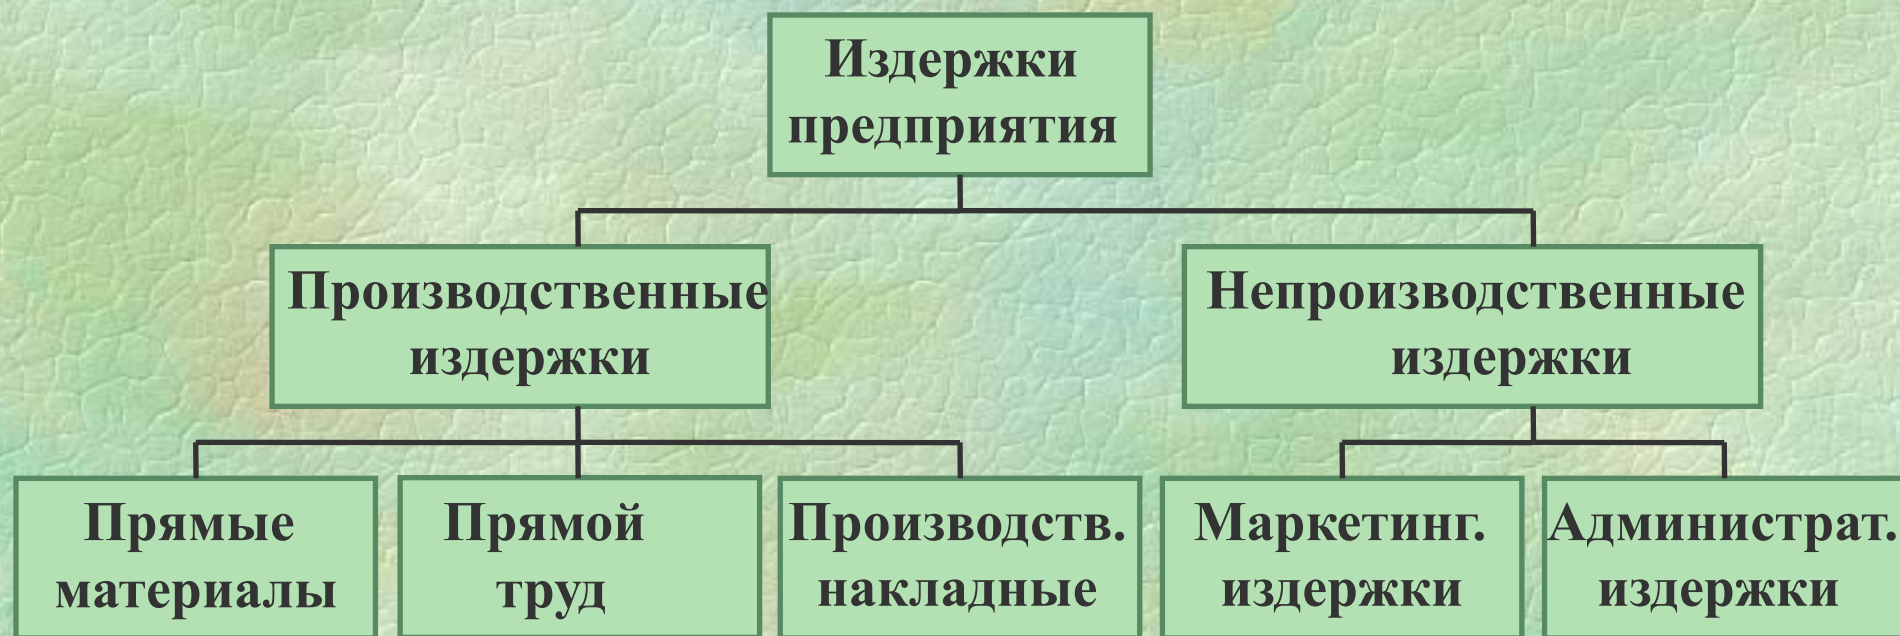 Издержки
предприятия
Производственные
издержки
Непроизводственные
издержки
Прямые
материалы
Прямой
труд
Производств.
накладные
Маркетинг.
издержки
Администрат.
издержки